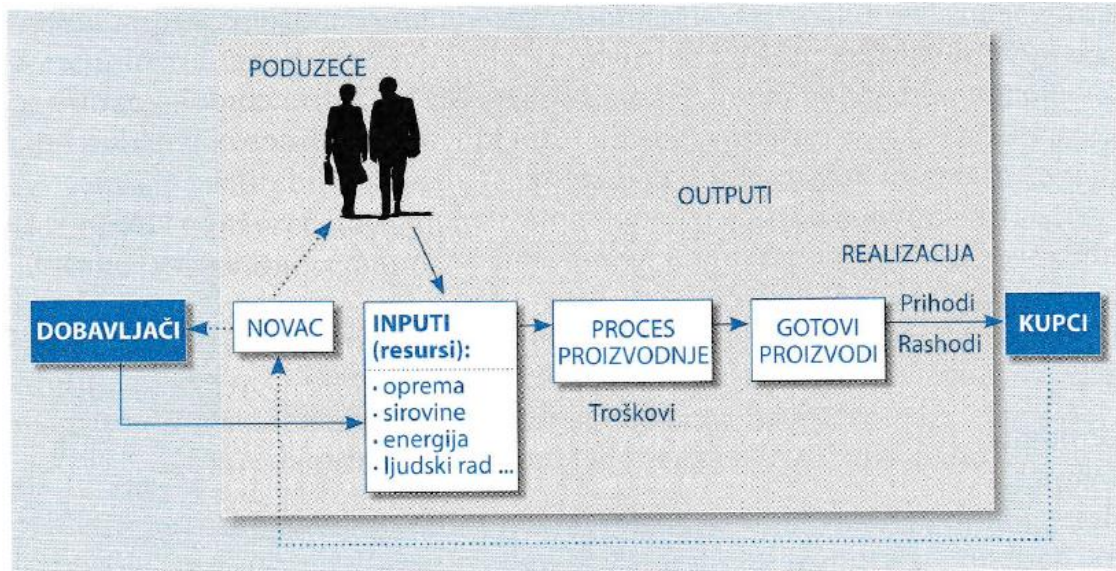 PODUZEĆE
OUTPUTI
REALIZACIJA
DOBAVLJAČI
NOVAC
INPUTI
(resursi):
· oprema
· sirovine
· energija
· ljudski rad ...
PROCES
PROIZVODNJE
Troškovi
GOTOVI
PROIZVODI
Prihodi
Rashodi
KUPCI